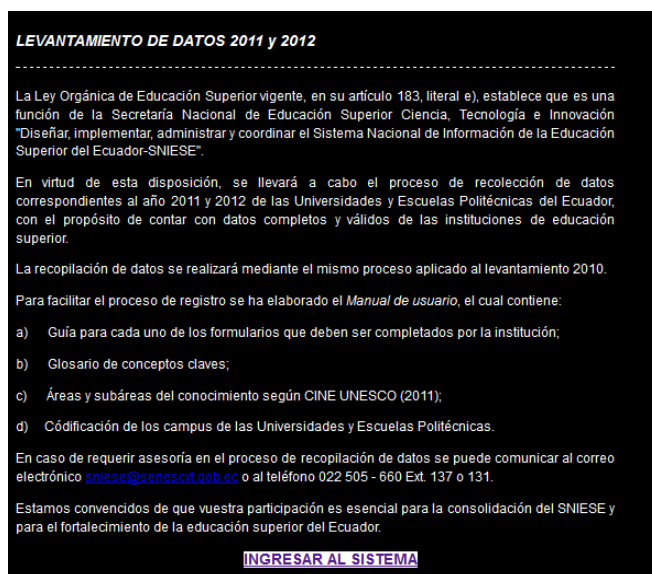 LEVANTAMIENTO DE DATOS 2011 y 2012
La Ley Orgánica de Educación Superior vigente, en su artículo 183, literal e), establece que es una
función de la Secretaría Nacional de Educación Superior Ciencia, Tecnología e Innovación
"Diseñar, implementar, administrar y coordinar el Sistema Nacional de Información de la Educación
Superior del Ecuador-SNIESE".
En virtud de esta disposición, se llevará a cabo el proceso de recolección de datos
correspondientes al año 2011 y 2012 de las Universidades y Escuelas Politécnicas del Ecuador,
con el propósito de contar con datos completos y válidos de las instituciones de educación
superior.
La recopilación de datos se realizará mediante el mismo proceso aplicado al levantamiento 2010.
Para facilitar el proceso de registro se ha elaborado el Manual de usuario, el cual contiene:
a) Guía para cada uno de los formularios que deben ser completados por la institución;
b) Glosario de conceptos claves;
c) Áreas y subáreas del conocimiento según CINE UNESCO (2011);
d) Códificación de los campus de las Universidades y Escuelas Politécnicas.
En caso de requerir asesoría en el proceso de recopilación de datos se puede comunicar al correo
electrónico sniese@senescyt.gob.ec o al teléfono 022 505 - 660 Ext. 137 o 131.
Estamos convencidos de que vuestra participación es esencial para la consolidación del SNIESE y
para el fortalecimiento de la educación superior del Ecuador.
INGRESAR AL SISTEMA